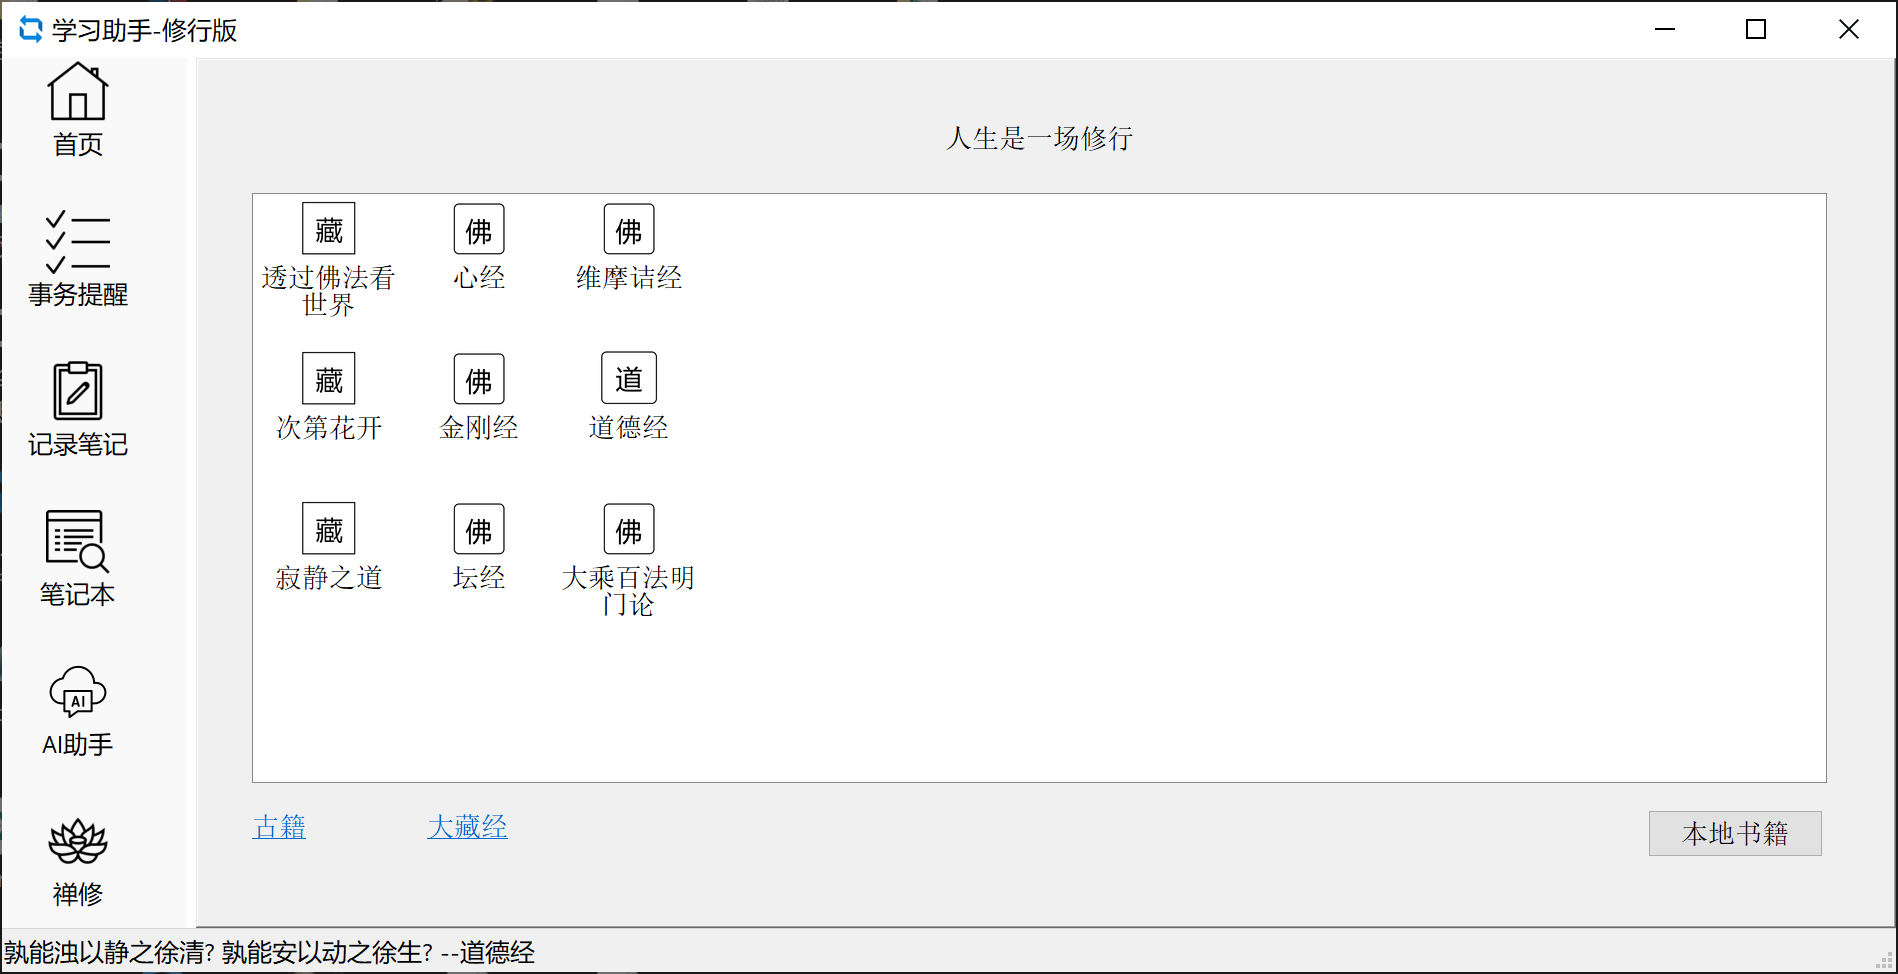 学习助手-修行版
首页
事务提醒
记录笔记
笔记本
AI
AI助手
禅修
人生是一场修行
藏
透过佛法看
世界
佛
心经
佛
维摩诘经
藏
次第花开
佛
金刚经
道
道德经
藏
寂静之道
佛
坛经
佛
大乘百法明
门论
古籍
大藏经
本地书籍
孰能浊以静之徐清? 孰能安以动之徐生? --道德经